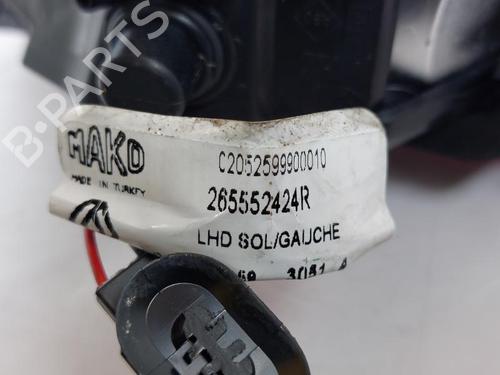 B-PARTS
MAKO
MADE IN TURKEY
C2052599900010
265552424R
LHD SOL/GAUCHE
3051 A